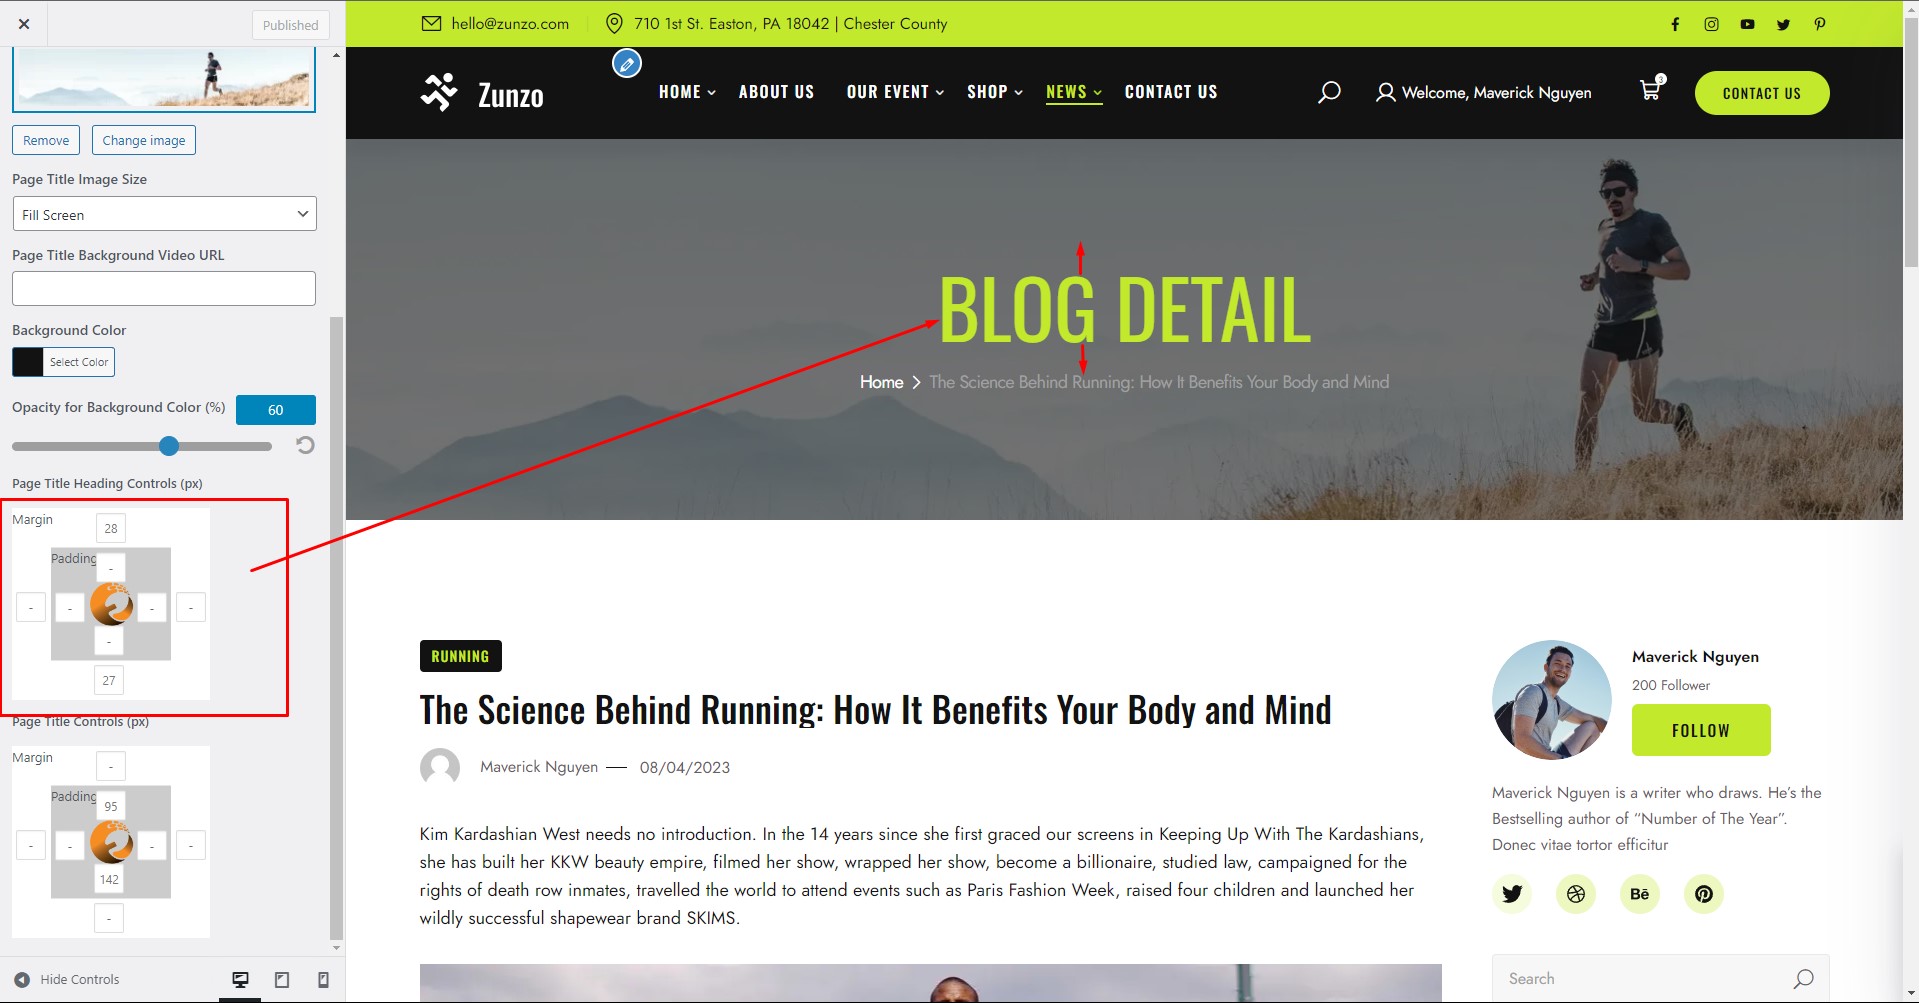 Published
Remove
Change image
Page Title Image Size
Fill Screen
Page Title Background Video URL
Background Color
Select Color
Opacity for Background Color (%)
60
Page Title Heading Controls (px)
Margin
28
Padding
-
- - - -
-
27
Page Title Controls (px)
Margin
-
Padding
95
- - - -
142
-
Hide Controls
hello@zunzo.com
710 1st St. Easton, PA 18042 | Chester County
Zunzo
HOME
ABOUT US
OUR EVENT
SHOP
NEWS
CONTACT US
Welcome, Maverick Nguyen
3
CONTACT US
BLOG DETAIL
Home > The Science Behind Running: How It Benefits Your Body and Mind
RUNNING
The Science Behind Running: How It Benefits Your Body and Mind
Maverick Nguyen — 08/04/2023
Kim Kardashian West needs no introduction. In the 14 years since she first graced our screens in Keeping Up With The Kardashians,
she has built her KKW beauty empire, filmed her show, wrapped her show, become a billionaire, studied law, campaigned for the
rights of death row inmates, travelled the world to attend events such as Paris Fashion Week, raised four children and launched her
wildly successful shapewear brand SKIMS.
Maverick Nguyen
200 Follower
FOLLOW
Maverick Nguyen is a writer who draws. He’s the
Bestselling author of “Number of The Year”.
Donec vitae tortor efficitur
Bē
Search